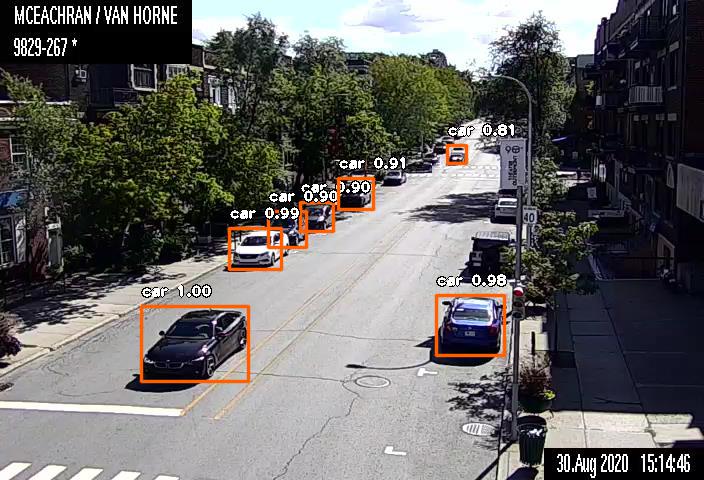 MCEACHRAN / VAN HORNE
9829-267 *
car 0.81
car 0.91
car 0.90
car 0.90
car 0.99
40
car 0.98
car 1.00
30.Aug 2020 15:14:46